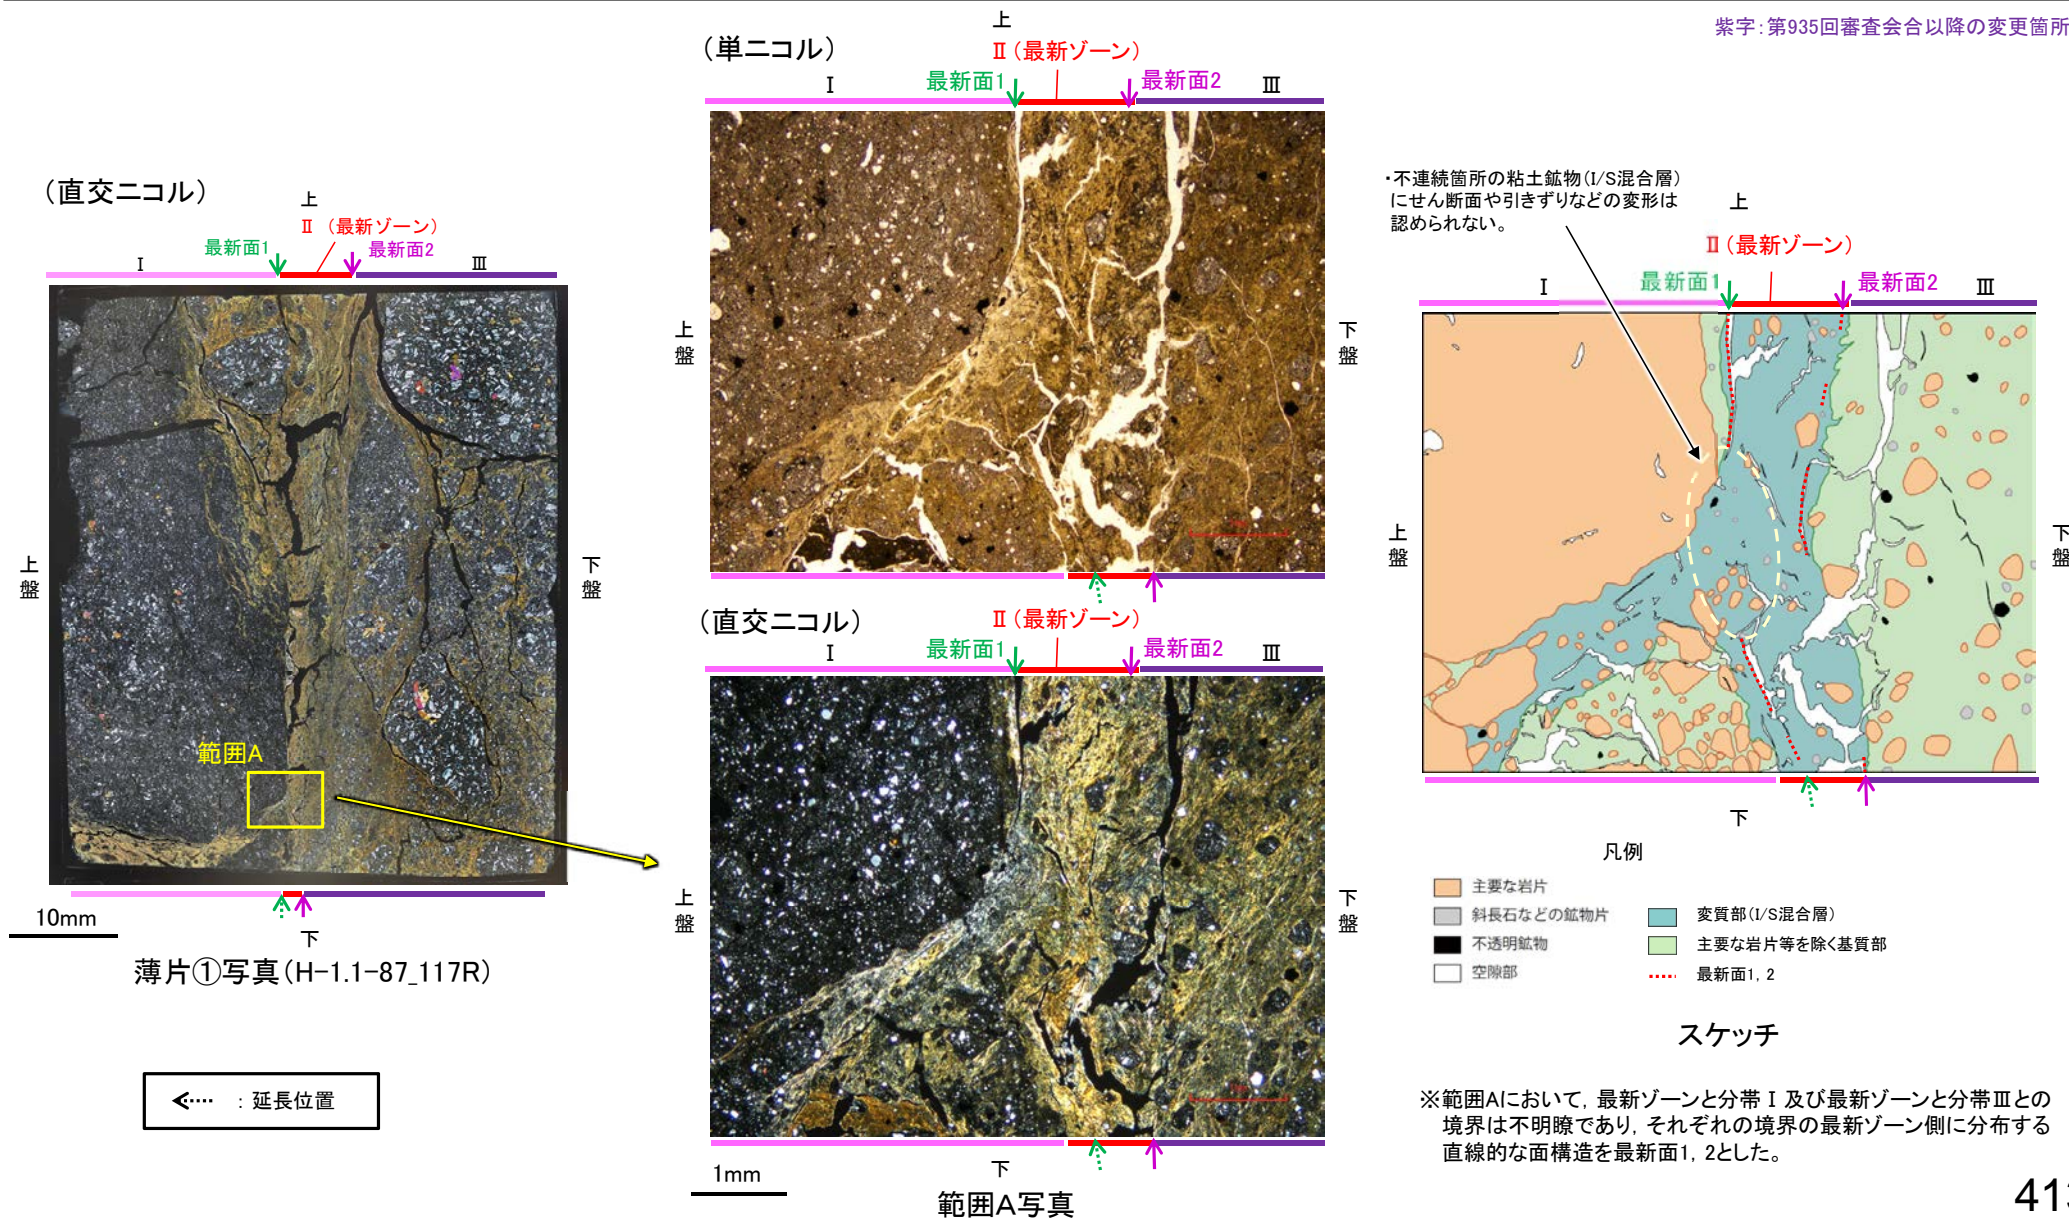 紫字：第935回審査会合以降の変更箇所
（直交ニコル）
上
Ⅱ（最新ゾーン）
最新面1
最新面2
Ⅰ
Ⅲ
上盤
下盤
範囲A
下
10mm
薄片①写真（H-1.1-87_117R）
：延長位置
（単ニコル）
上
Ⅱ（最新ゾーン）
最新面1
最新面2
Ⅰ
Ⅲ
上盤
下盤
（直交ニコル）
Ⅱ（最新ゾーン）
最新面1
最新面2
Ⅰ
Ⅲ
上盤
下盤
1mm
下
範囲A写真
・不連続箇所の粘土鉱物（I/S混合層）
にせん断面や引きずりなどの変形は
認められない。
上
Ⅱ（最新ゾーン）
最新面1
最新面2
Ⅰ
Ⅲ
上盤
下盤
下
凡例
主要な岩片
斜長石などの鉱物片
不透明鉱物
空隙部
変質部（I/S混合層）
主要な岩片等を除く基質部
最新面1，2
スケッチ
※範囲Aにおいて，最新ゾーンと分帯Ⅰ及び最新ゾーンと分帯Ⅲとの
境界は不明瞭であり，それぞれの境界の最新ゾーン側に分布する
直線的な面構造を最新面1，2とした。